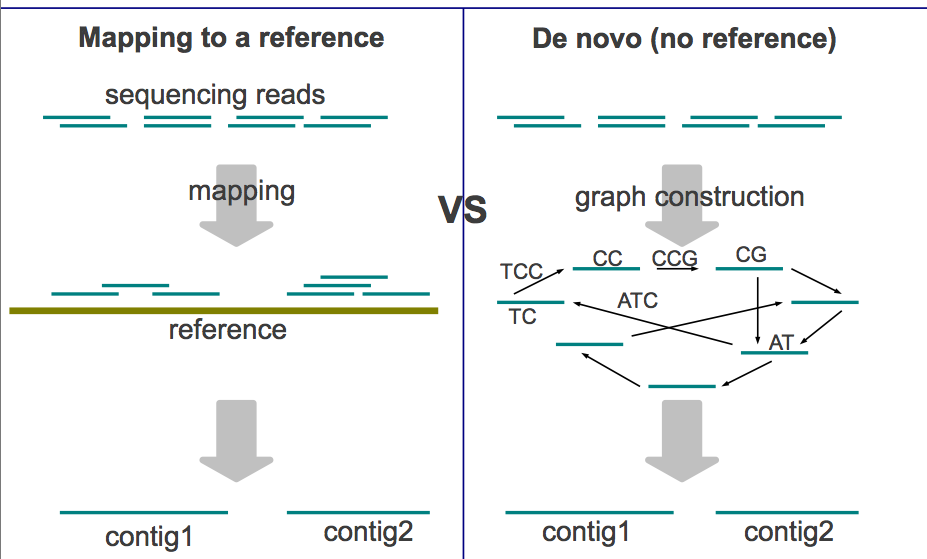 Mapping to a reference
sequencing reads
mapping
reference
contig1
contig2
VS
De novo (no reference)
graph construction
TCC
CC
CCG
CG
TC
ATC
AT
contig1
contig2